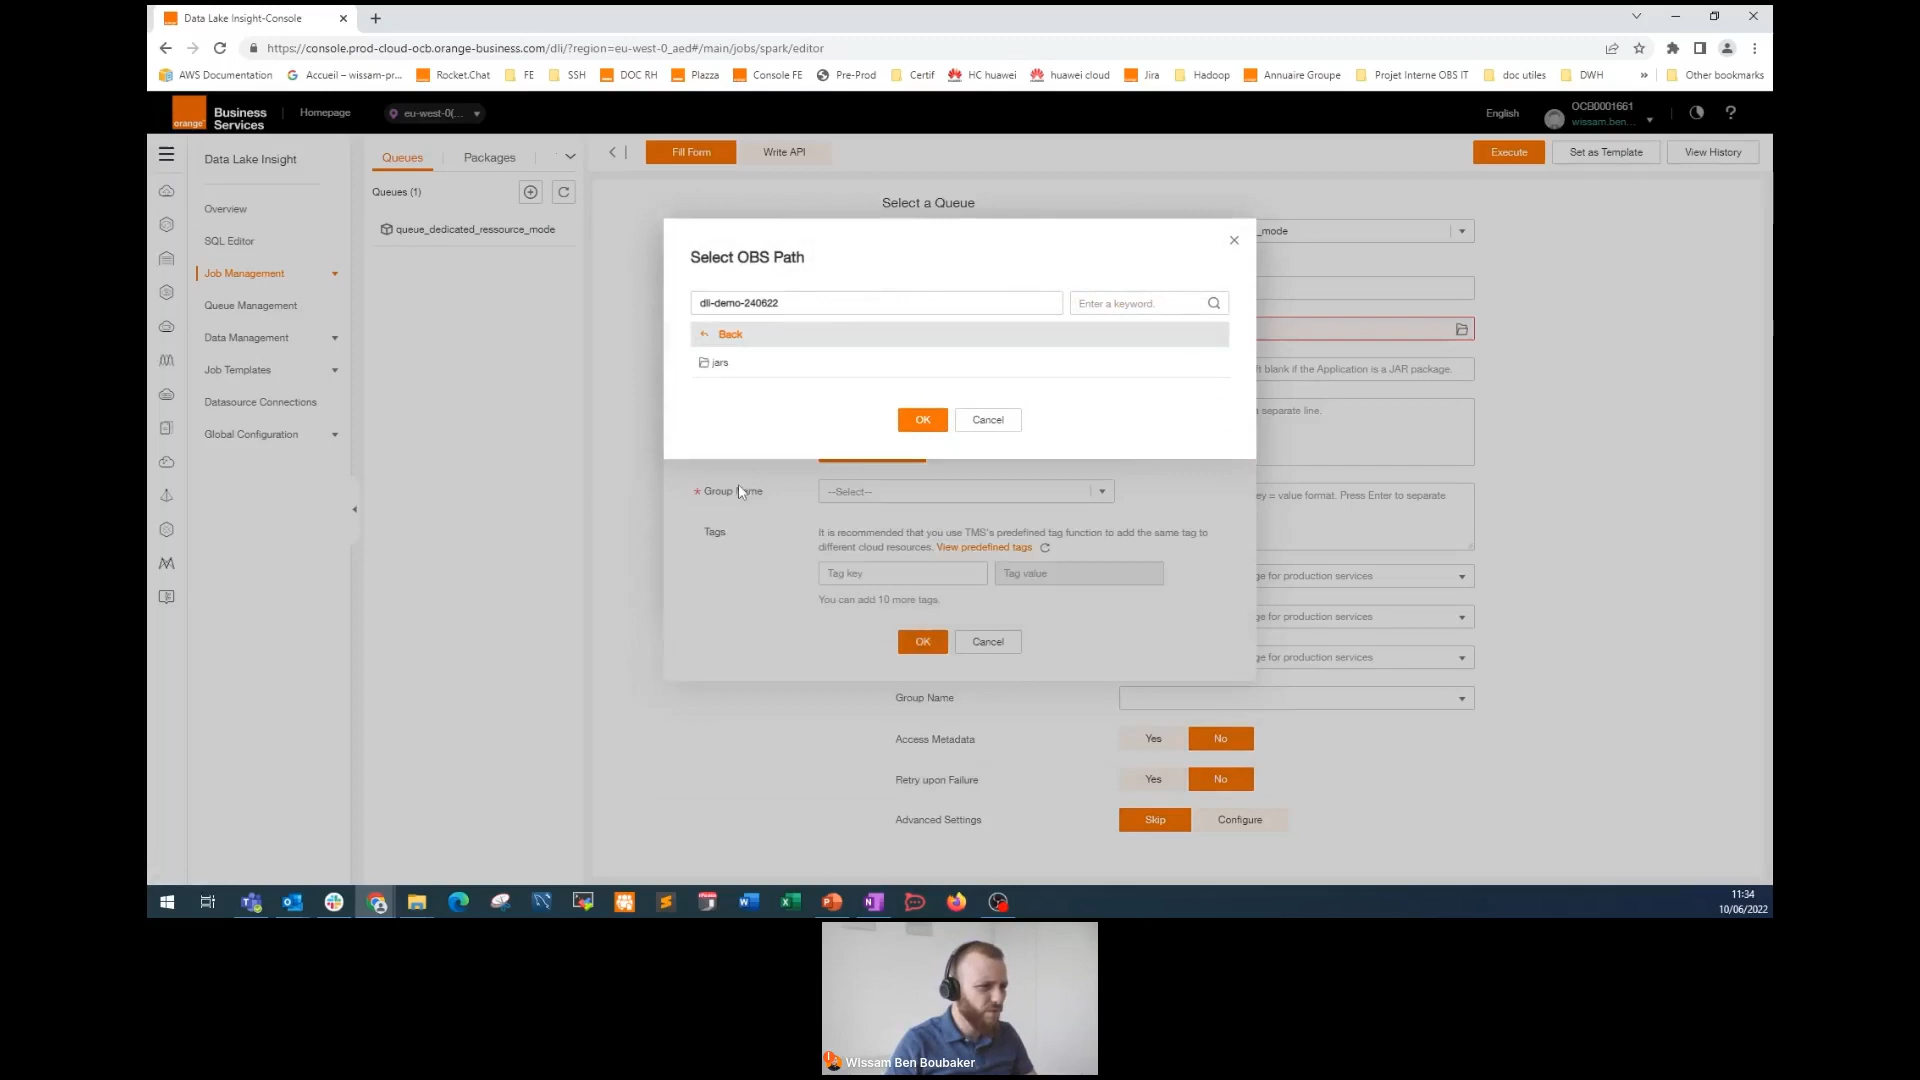 Data Lake Insight-Console
https://console.prod-cloud-ocb.orange-business.com/dli/?region=eu-west-0_aed#/main/jobs/spark/editor
AWS Documentation
Accueil – wissam-pr...
Rocket.Chat
FE
SSH
DOC RH
Plazza
Console FE
Pre-Prod
Certif
HC huawei
huawei cloud
Jira
Hadoop
Annuaire Groupe
Projet Interne OBS IT
doc utiles
DWH
»
Other bookmarks
orange
Business
Services
Homepage
eu-west-0(...
English
OCB0001661
wissam.ben...
?
Data Lake Insight
Overview
SQL Editor
Job Management
Queue Management
Data Management
Job Templates
Datasource Connections
Global Configuration
Queues
Packages
Queues (1)
queue_dedicated_ressource_mode
Fill Form
Write API
Execute
Set as Template
View History
Select a Queue
_mode
Select OBS Path
dli-demo-240622
Enter a keyword.
Back
jars
OK
Cancel
ft blank if the Application is a JAR package.
separate line.
* Group
--Select--
ey = value format. Press Enter to separate
Tags
It is recommended that you use TMS's predefined tag function to add the same tag to
different cloud resources. View predefined tags
Tag key
Tag value
You can add 10 more tags.
OK
Cancel
ge for production services
ge for production services
ge for production services
Group Name
Access Metadata
Yes
No
Retry upon Failure
Yes
No
Advanced Settings
Skip
Configure
11:34
10/06/2022
Wissam Ben Boubaker